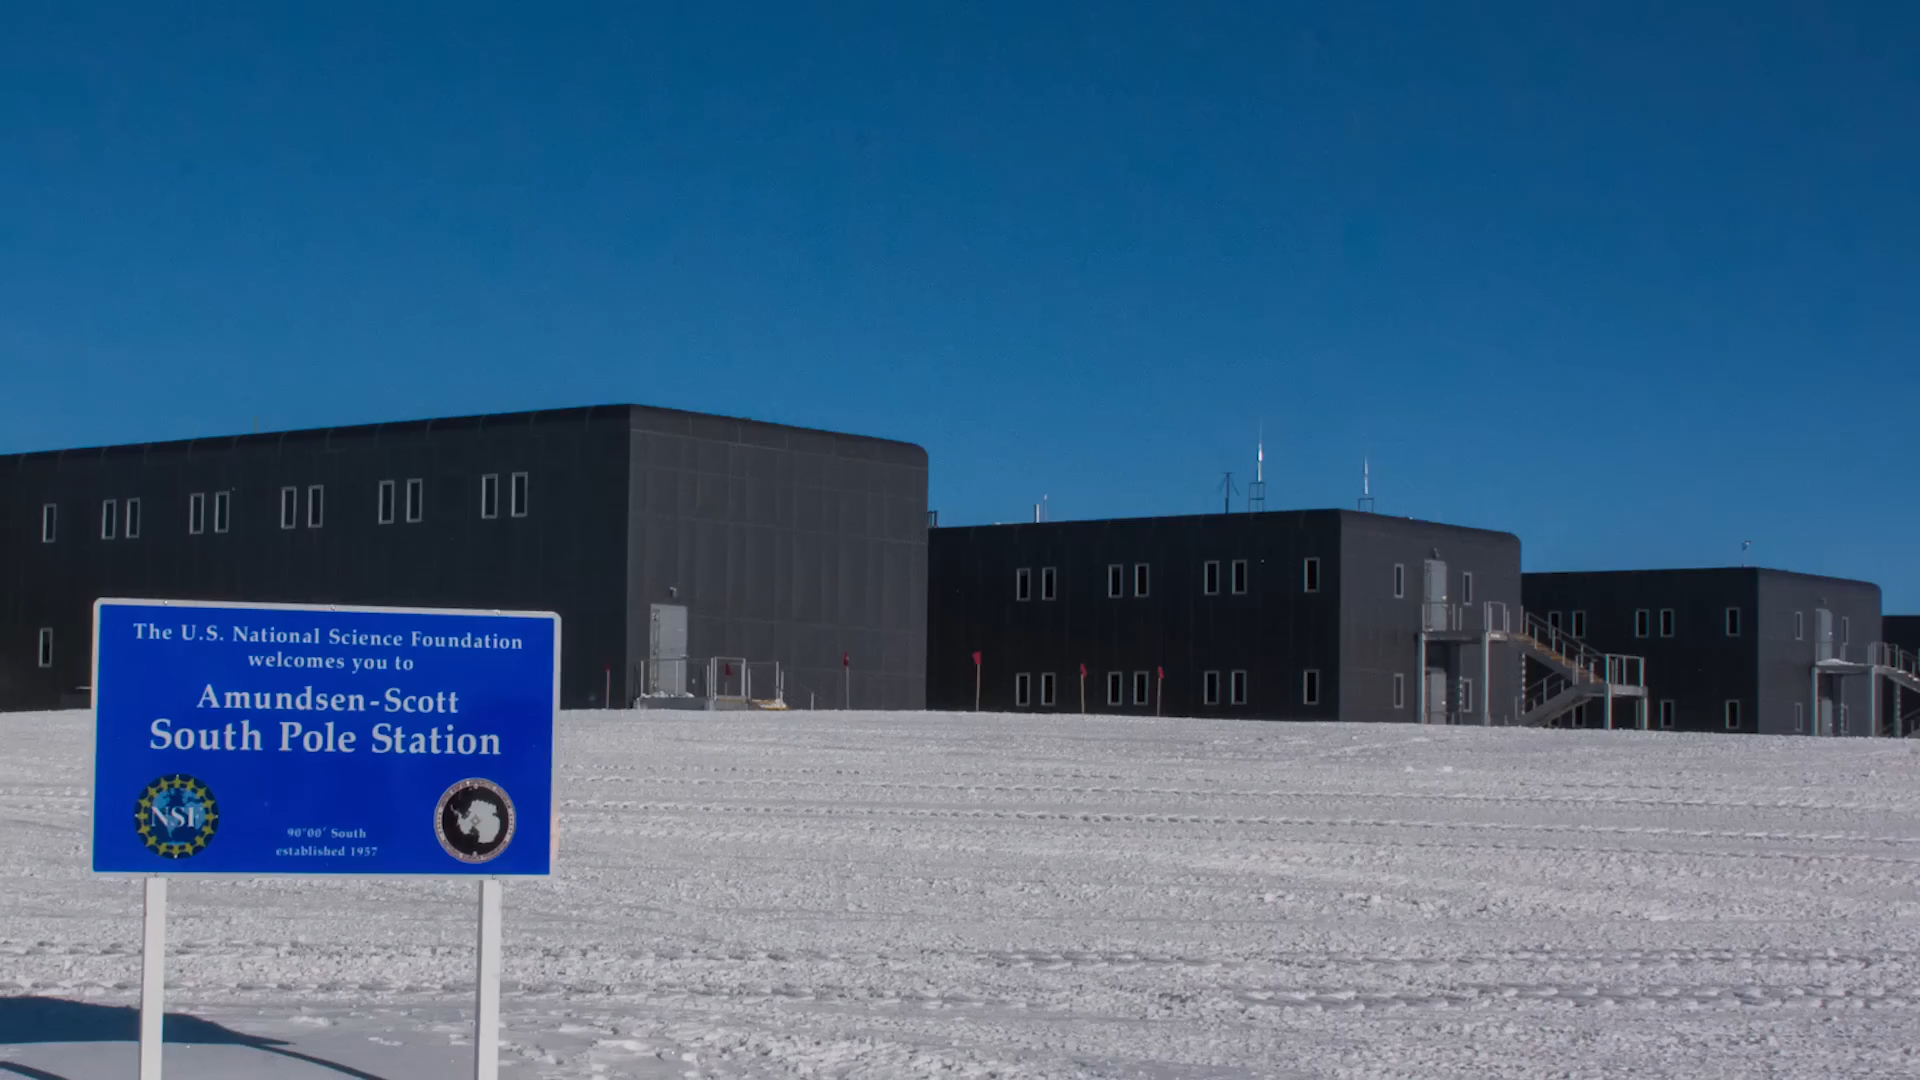 The U.S. National Science Foundation
welcomes you to
Amundsen-Scott
South Pole Station
NSF
90°00′ South
established 1957